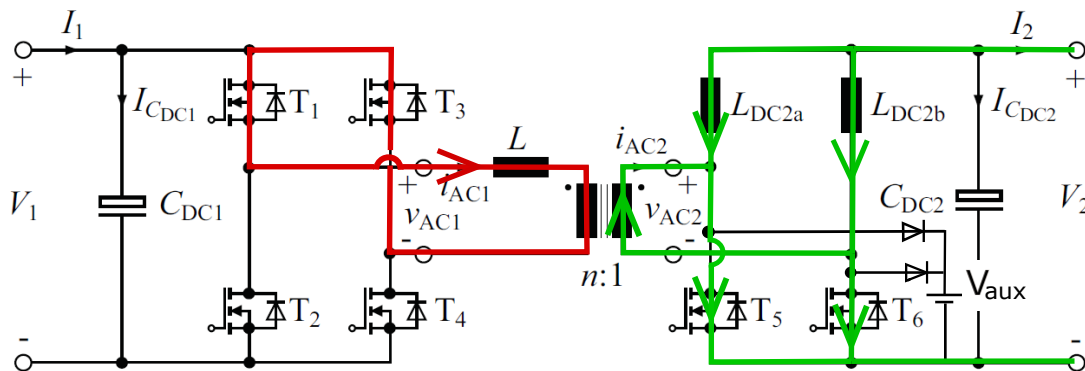 I1
I2
+
+
ICDC1
T1
T3
LDC2a
LDC2b
ICDC2
L
iAC2
+
iAC1
+
V1
CDC1
vAC1
vAC2
CDC2
V2
-
-
n:1
Vaux
T2
T4
T5
T6
-
-